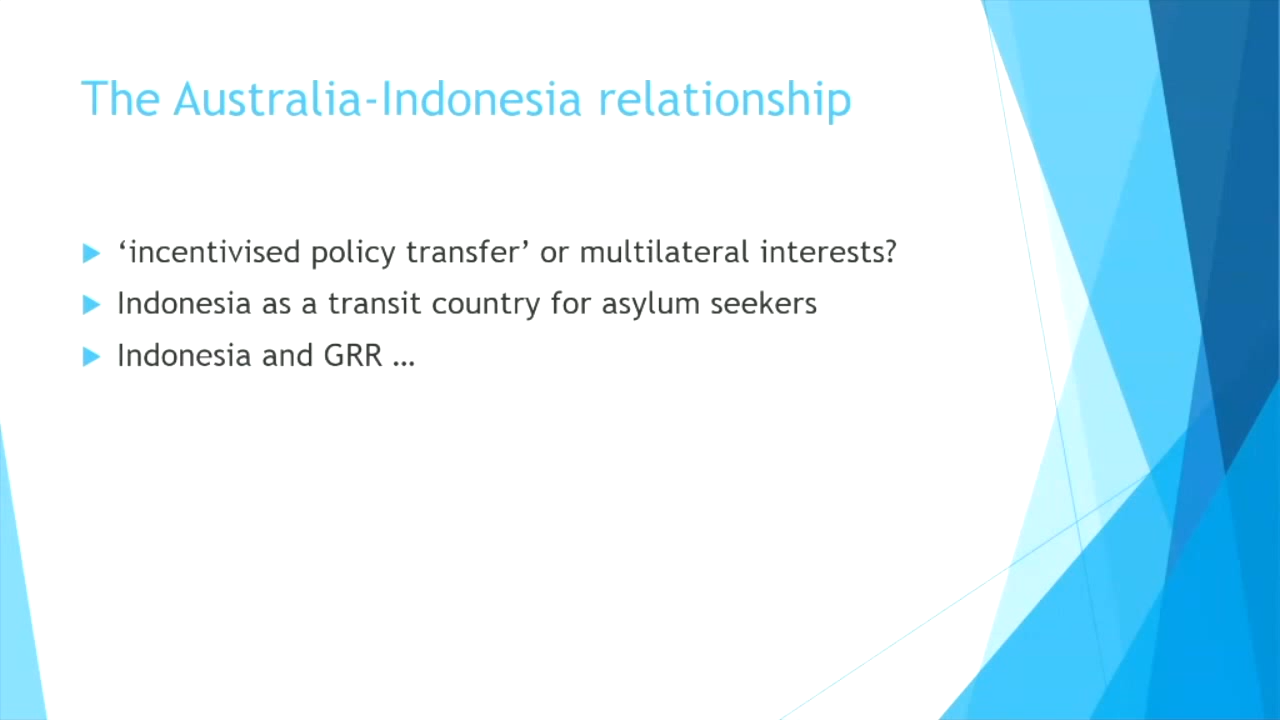 The Australia-Indonesia relationship
‘incentivised policy transfer’ or multilateral interests?
Indonesia as a transit country for asylum seekers
Indonesia and GRR …